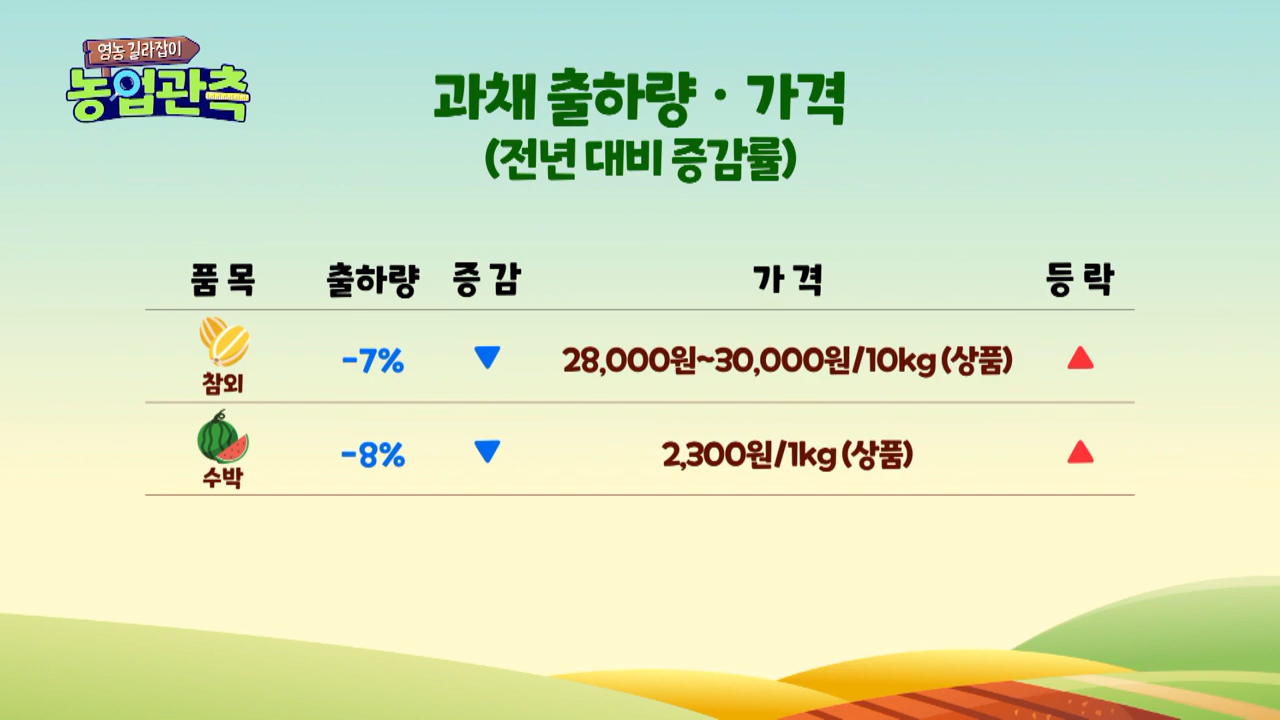 영농 길라잡이
농업관측
과채 출하량 · 가격
(전년 대비 증감률)
품 목 출하량 증 감 가 격 등 락
참외 -7% ▼ 28,000원~30,000원/10kg (상품) ▲
수박 -8% ▼ 2,300원/1kg (상품) ▲